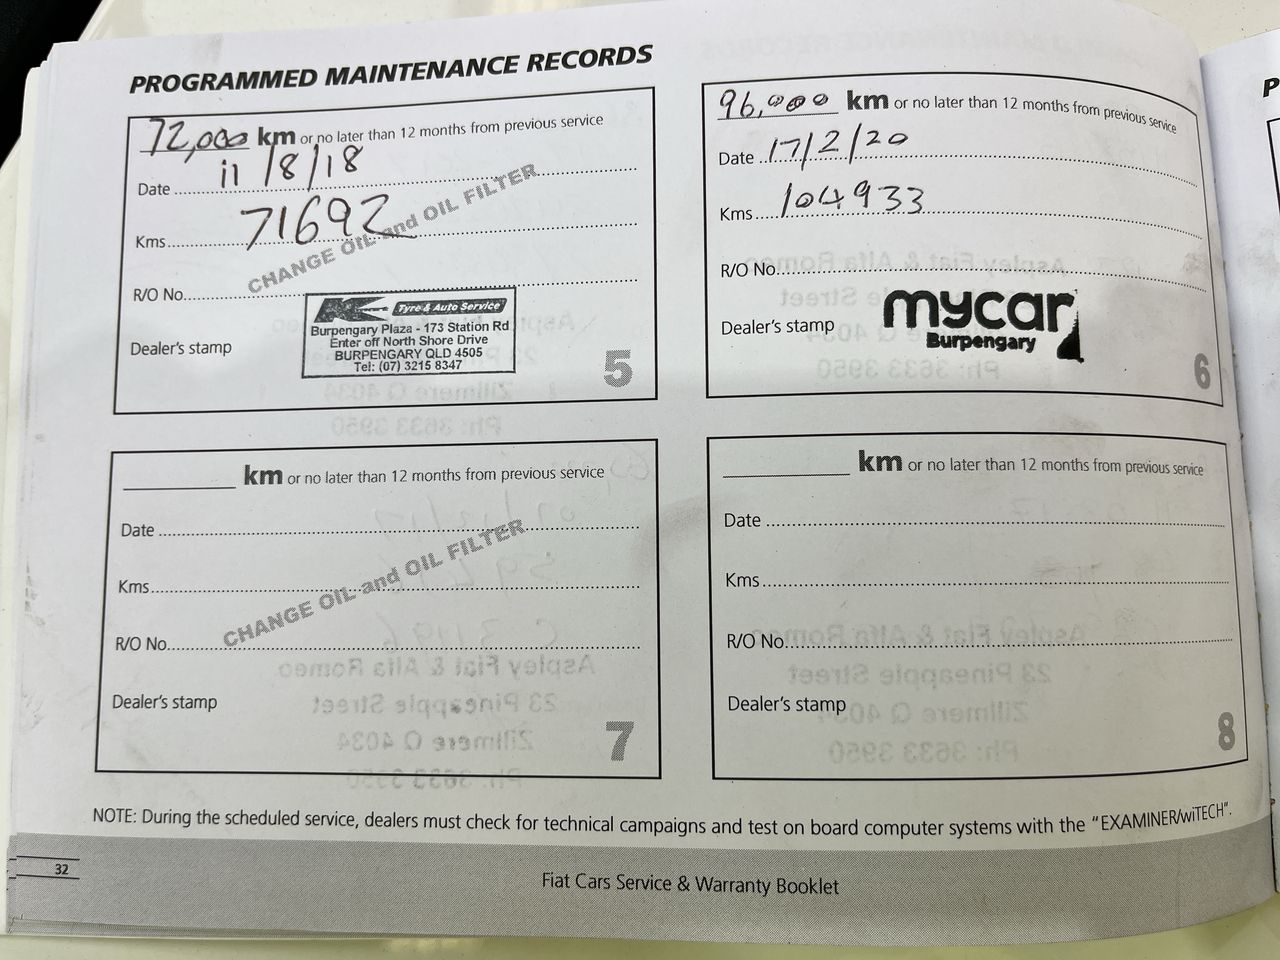 PROGRAMMED MAINTENANCE RECORDS
72,000 km or no later than 12 months from previous service
Date 11/8/18
Kms 71692
CHANGE OIL and OIL FILTER
R/O No.
Dealer's stamp
Tyre & Auto Service
Burpengary Plaza - 173 Station Rd
Enter off North Shore Drive
BURPENGARY QLD 4505
Tel: (07) 3215 8347
5
96,000 km or no later than 12 months from previous service
Date 17/2/20
Kms 104933
R/O No.
Dealer's stamp
mycar
Burpengary
6
km or no later than 12 months from previous service
Date
Kms
CHANGE OIL and OIL FILTER
R/O No.
Dealer's stamp
7
km or no later than 12 months from previous service
Date
Kms
R/O No.
Dealer's stamp
8
NOTE: During the scheduled service, dealers must check for technical campaigns and test on board computer systems with the "EXAMINER/wiTECH".
32
Fiat Cars Service & Warranty Booklet
P